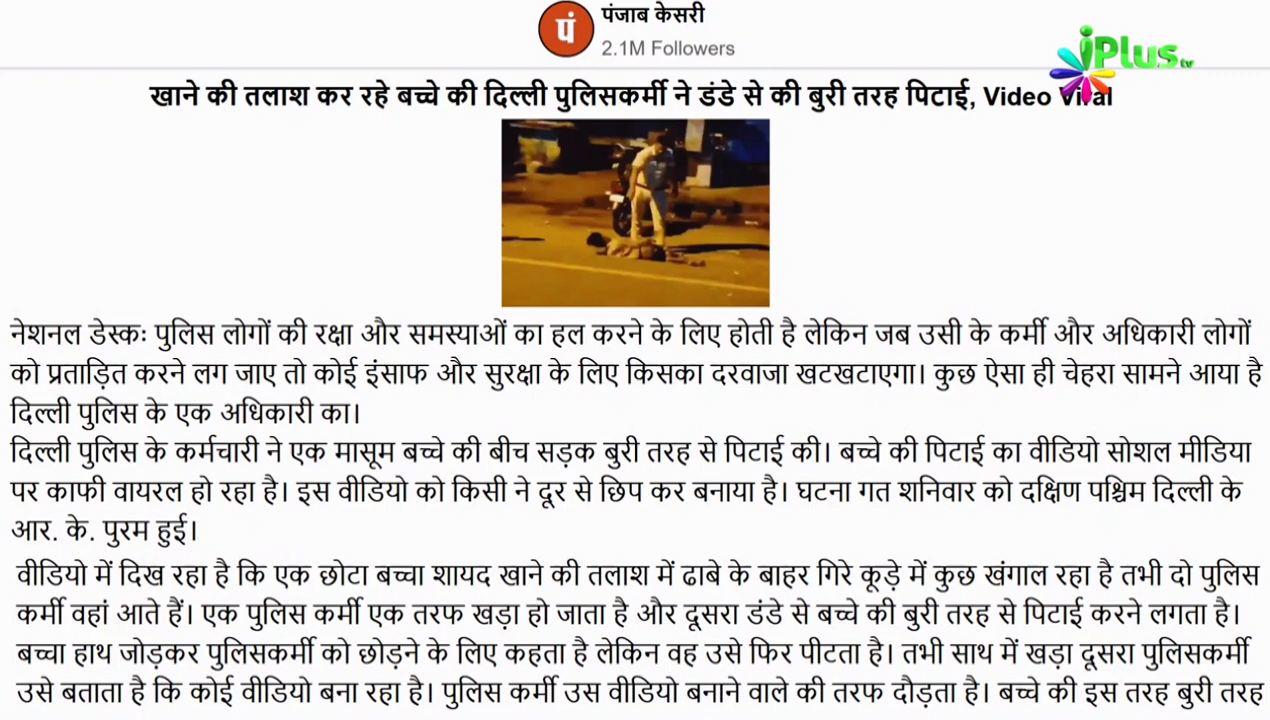 पं
पंजाब केसरी
2.1M Followers
iPlus tv
खाने की तलाश कर रहे बच्चे की दिल्ली पुलिसकर्मी ने डंडे से की बुरी तरह पिटाई, Video Viral
नेशनल डेस्कः पुलिस लोगों की रक्षा और समस्याओं का हल करने के लिए होती है लेकिन जब उसी के कर्मी और अधिकारी लोगों
को प्रताड़ित करने लग जाए तो कोई इंसाफ और सुरक्षा के लिए किसका दरवाजा खटखटाएगा। कुछ ऐसा ही चेहरा सामने आया है
दिल्ली पुलिस के एक अधिकारी का।
दिल्ली पुलिस के कर्मचारी ने एक मासूम बच्चे की बीच सड़क बुरी तरह से पिटाई की। बच्चे की पिटाई का वीडियो सोशल मीडिया
पर काफी वायरल हो रहा है। इस वीडियो को किसी ने दूर से छिप कर बनाया है। घटना गत शनिवार को दक्षिण पश्चिम दिल्ली के
आर. के. पुरम हुई।
वीडियो में दिख रहा है कि एक छोटा बच्चा शायद खाने की तलाश में ढाबे के बाहर गिरे कूड़े में कुछ खंगाल रहा है तभी दो पुलिस
कर्मी वहां आते हैं। एक पुलिस कर्मी एक तरफ खड़ा हो जाता है और दूसरा डंडे से बच्चे की बुरी तरह से पिटाई करने लगता है।
बच्चा हाथ जोड़कर पुलिसकर्मी को छोड़ने के लिए कहता है लेकिन वह उसे फिर पीटता है। तभी साथ में खड़ा दूसरा पुलिसकर्मी
उसे बताता है कि कोई वीडियो बना रहा है। पुलिस कर्मी उस वीडियो बनाने वाले की तरफ दौड़ता है। बच्चे की इस तरह बुरी तरह